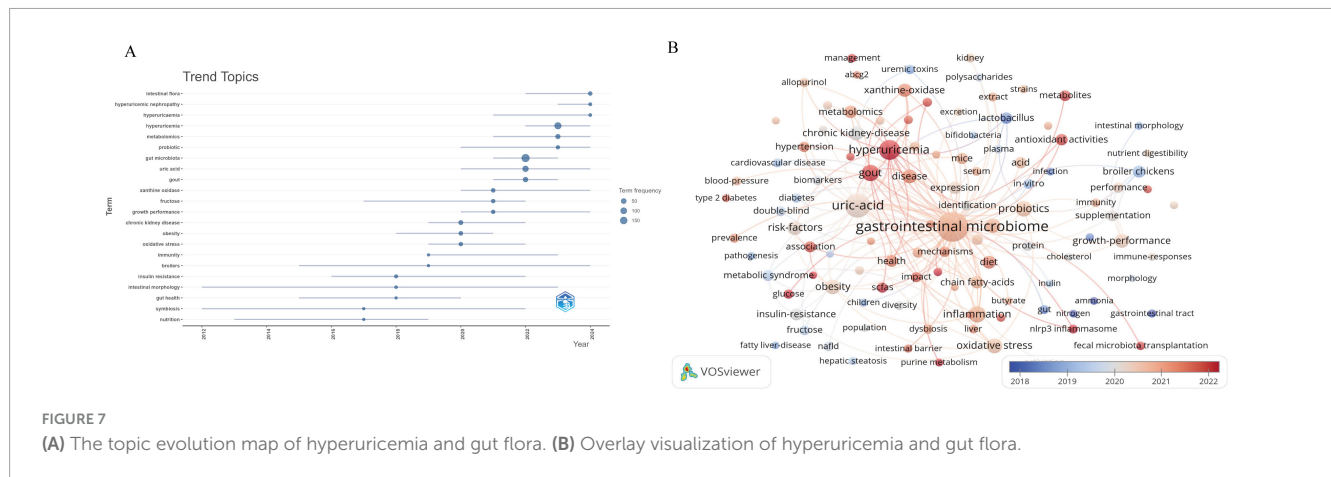 A
Trend Topics
Term
intestinal flora
hyperuricemic nephropathy
hyperuricaemia
hyperuricemia
metabolomics
probiotic
gut microbiota
uric acid
gout
xanthine oxidase
fructose
growth performance
chronic kidney disease
obesity
oxidative stress
immunity
broilers
insulin resistance
intestinal morphology
gut health
symbiosis
nutrition
2012 2014 2016 2018 2020 2022 2024
Year
Term frequency
50
100
150
B
management
kidney
abcg2
uremic toxins
polysaccharides
allopurinol
xanthine-oxidase
extract
strains
metabolites
metabolomics
excretion
lactobacillus
chronic kidney-disease
bifidobacteria
intestinal morphology
hypertension
hyperuricemia
plasma
antioxidant activities
cardiovascular disease
mice
acid
nutrient digestibility
gout
disease
serum
infection
broiler chickens
blood-pressure
biomarkers
expression
in-vitro
performance
type 2 diabetes
diabetes
uric-acid
identification
probiotics
immunity
double-blind
supplementation
risk-factors
gastrointestinal microbiome
prevalence
association
mechanisms
protein
growth-performance
pathogenesis
health
diet
cholesterol
immune-responses
metabolic syndrome
impact
chain fatty-acids
inulin
morphology
glucose
obesity
scfas
butyrate
ammonia
children
diversity
gut
nitrogen
gastrointestinal tract
insulin-resistance
inflammation
fructose
population
dysbiosis
liver
nlrp3 inflammasome
fatty liver-disease
nafld
intestinal barrier
oxidative stress
fecal microbiota transplantation
hepatic steatosis
purine metabolism
VOSviewer
2018 2019 2020 2021 2022
FIGURE 7
(A) The topic evolution map of hyperuricemia and gut flora. (B) Overlay visualization of hyperuricemia and gut flora.